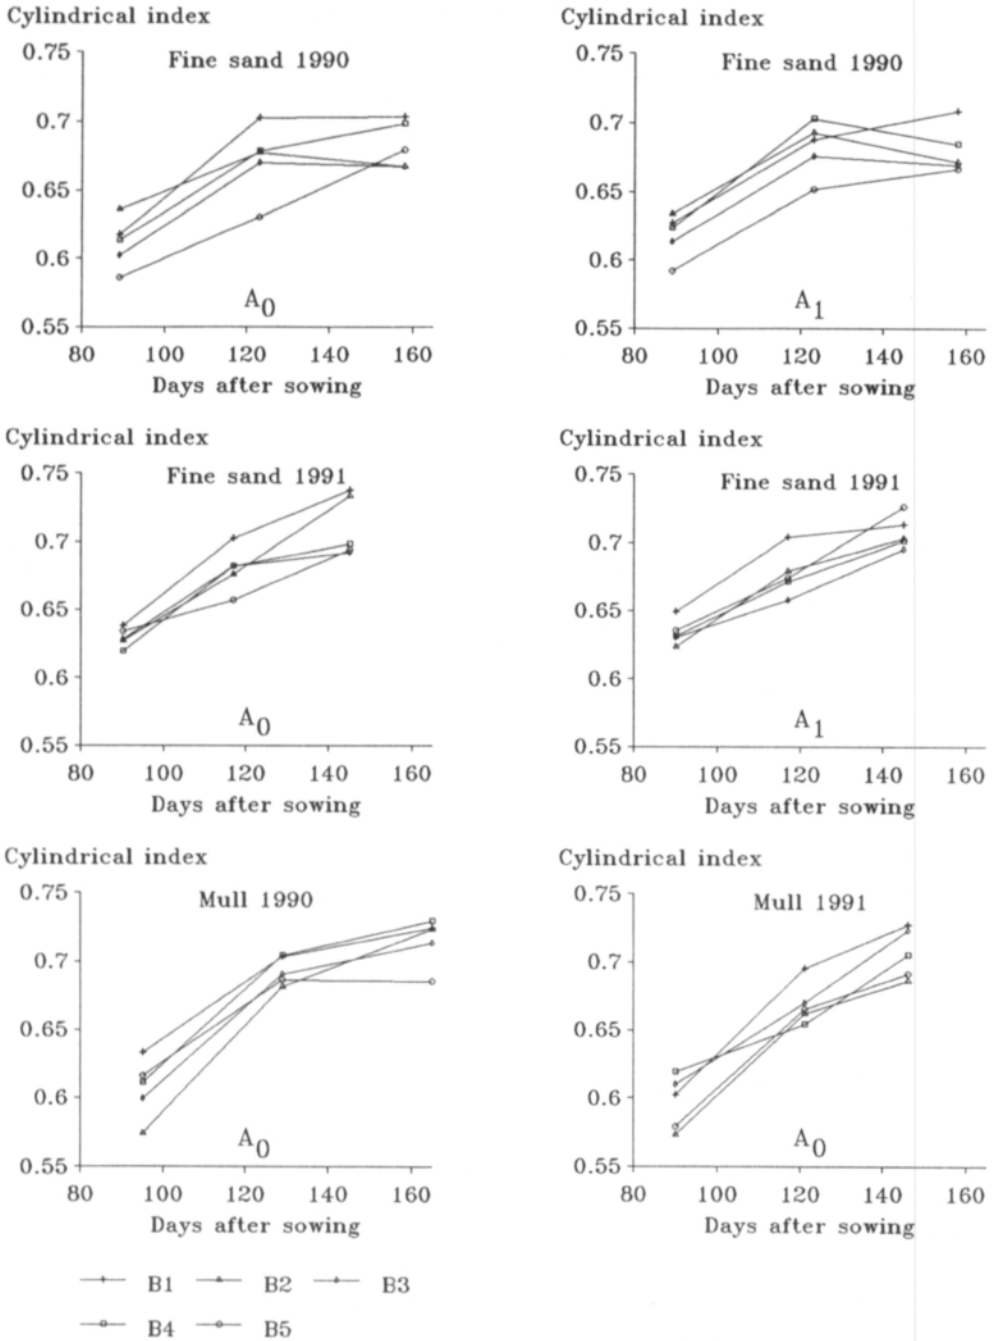 Cylindrical index
Fine sand 1990
0.75
0.7
0.65
0.6
0.55
A0
80 100 120 140 160
Days after sowing
Cylindrical index
Fine sand 1990
0.75
0.7
0.65
0.6
0.55
A1
80 100 120 140 160
Days after sowing
Cylindrical index
Fine sand 1991
0.75
0.7
0.65
0.6
0.55
A0
80 100 120 140 160
Days after sowing
Cylindrical index
Fine sand 1991
0.75
0.7
0.65
0.6
0.55
A1
80 100 120 140 160
Days after sowing
Cylindrical index
Mull 1990
0.75
0.7
0.65
0.6
0.55
A0
80 100 120 140 160
Days after sowing
Cylindrical index
Mull 1991
0.75
0.7
0.65
0.6
0.55
A0
80 100 120 140 160
Days after sowing
B1 B2 B3
B4 B5